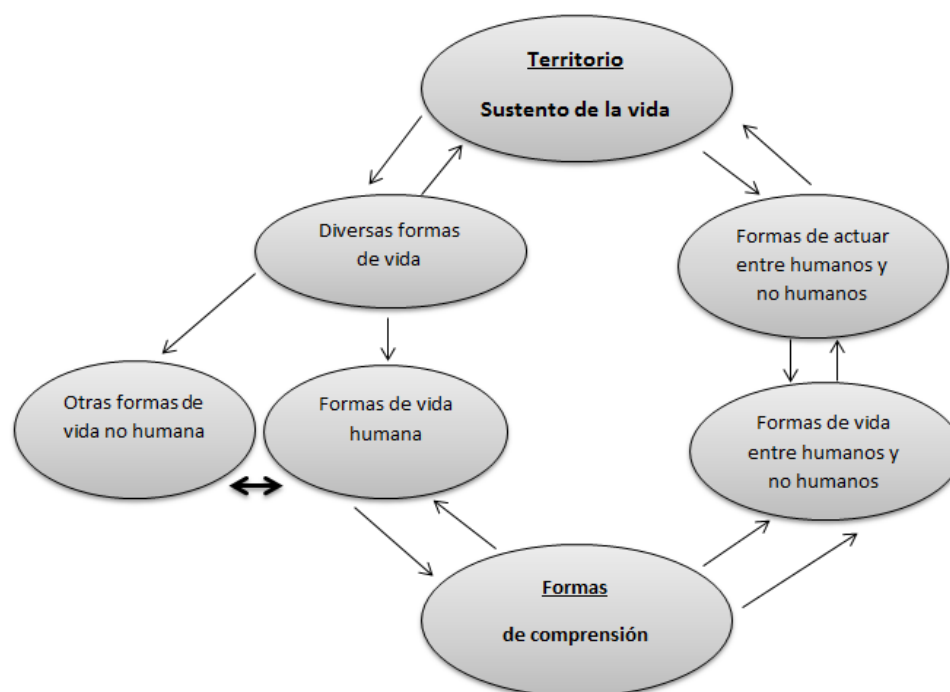 Territorio
Sustento de la vida
Diversas formas
de vida
Formas de actuar
entre humanos y
no humanos
Otras formas de
vida no humana
Formas de vida
humana
Formas de vida
entre humanos y
no humanos
Formas
de comprensión